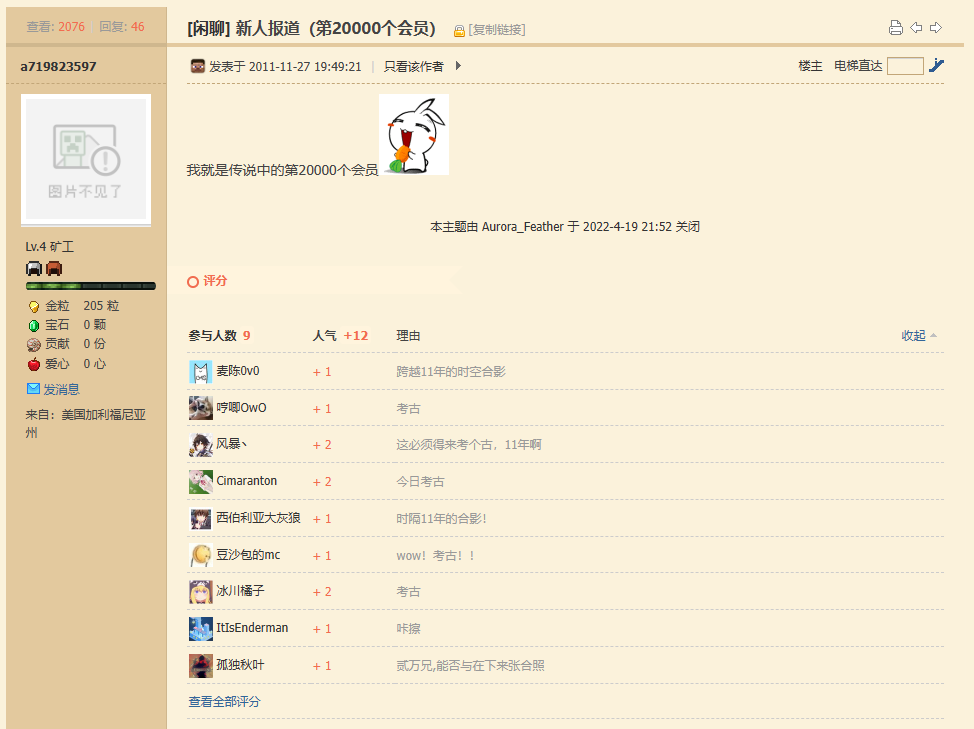 查看: 2076 回复: 46
[闲聊] 新人报道（第20000个会员） [复制链接]
a719823597
发表于 2011-11-27 19:49:21 | 只看该作者
楼主 电梯直达
图片不见了
我就是传说中的第20000个会员
本主题由 Aurora_Feather 于 2022-4-19 21:52 关闭
Lv.4 矿工
金粒 205 粒
宝石 0 颗
贡献 0 份
爱心 0 心
发消息
来自: 美国加利福尼亚
州
评分
参与人数 9 人气 +12 理由 收起
麦陈0v0 + 1 跨越11年的时空合影
哼唧OwO + 1 考古
风暴丶 + 2 这必须得来考个古，11年啊
Cimaranton + 2 今日考古
西伯利亚大灰狼 + 1 时隔11年的合影！
豆沙包的mc + 1 wow！考古！！
冰川橘子 + 2 考古
ItIsEnderman + 1 咔擦
孤独秋叶 + 1 贰万兄,能否与在下来张合照
查看全部评分